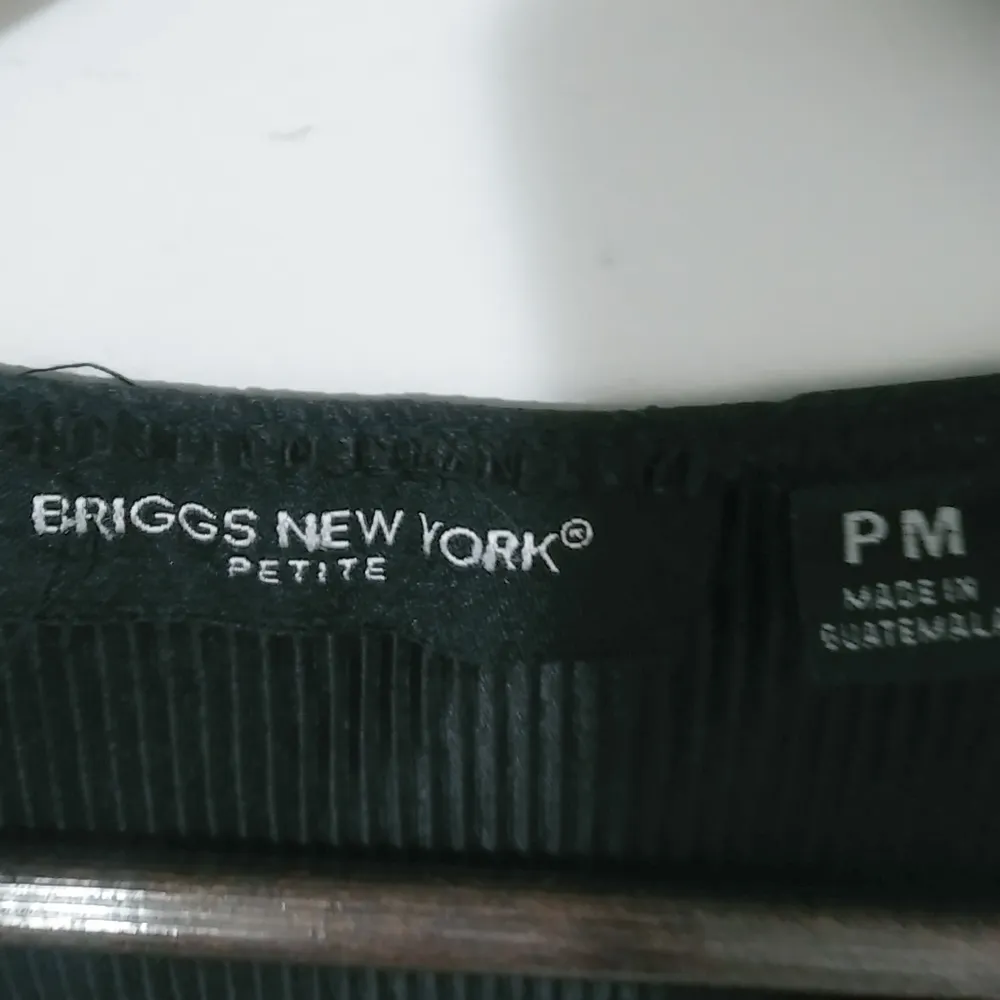 BRIGGS NEW YORK®
PETITE
PM
MADE IN
GUATEMALA